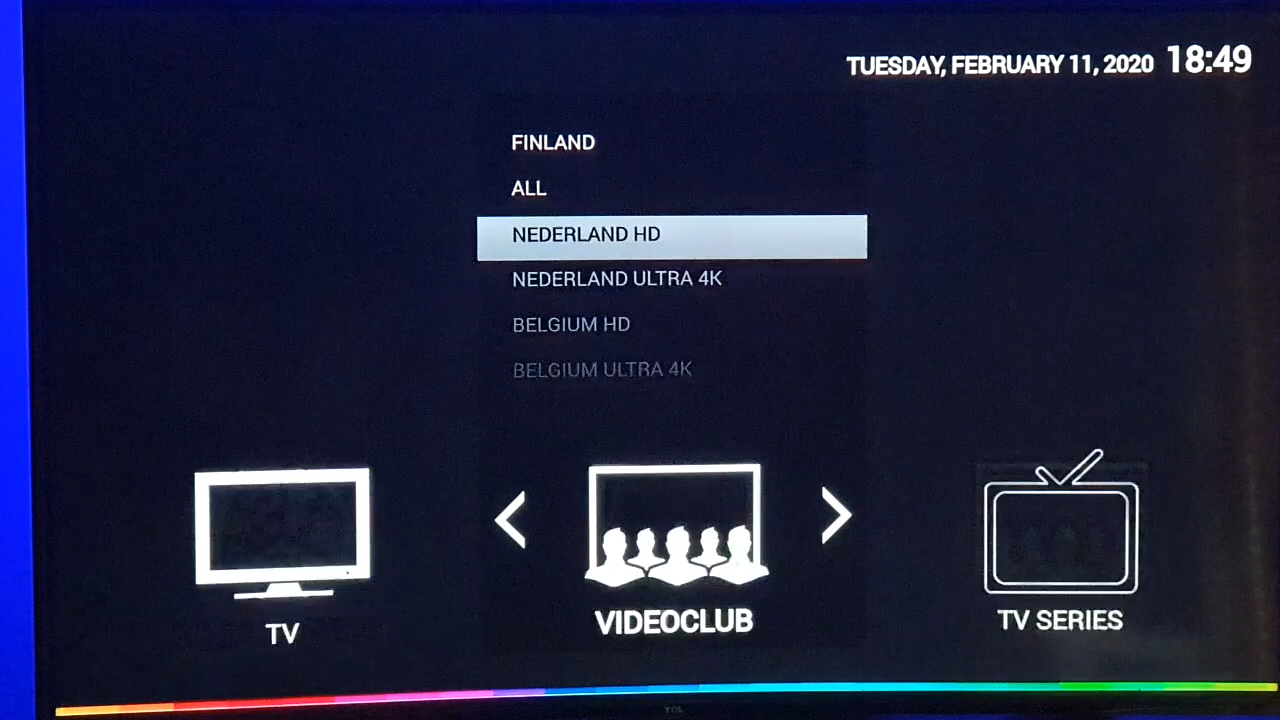 TUESDAY, FEBRUARY 11, 2020 18:49
FINLAND
ALL
NEDERLAND HD
NEDERLAND ULTRA 4K
BELGIUM HD
BELGIUM ULTRA 4K
TV
VIDEOCLUB
TV SERIES
TCL